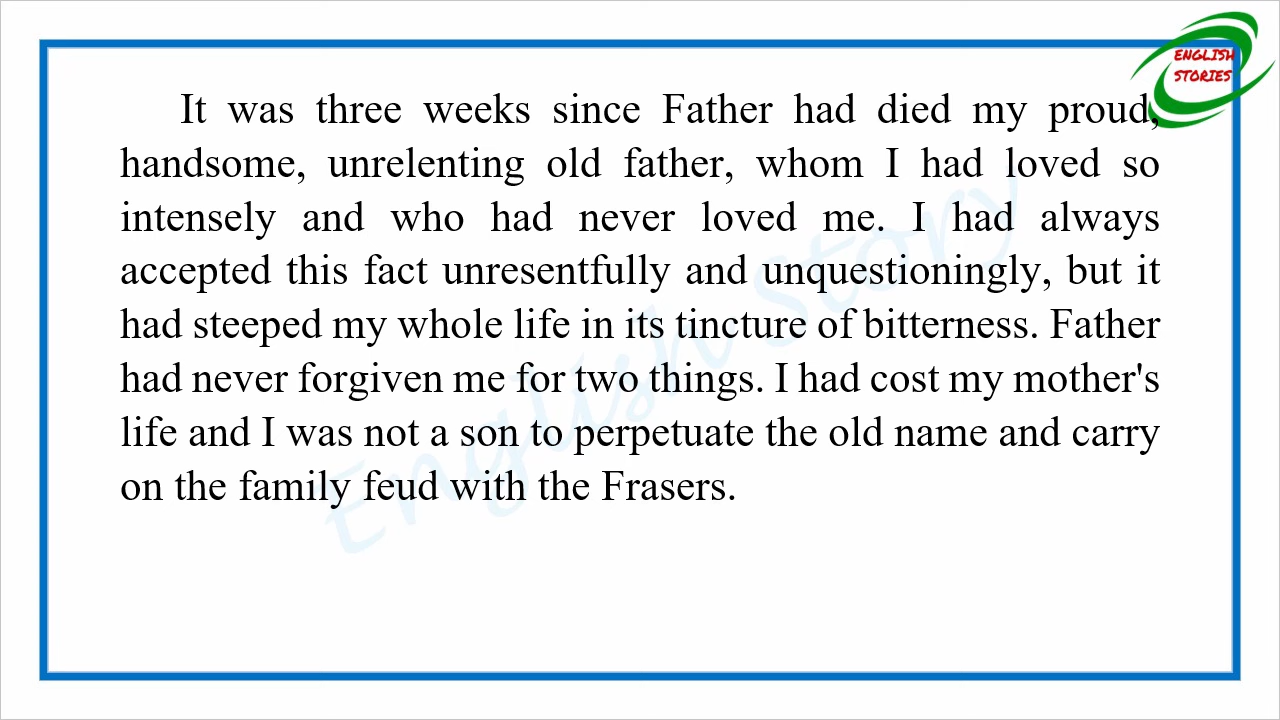 ENGLISH
STORIES
It was three weeks since Father had died my proud,
handsome, unrelenting old father, whom I had loved so
intensely and who had never loved me. I had always
accepted this fact unresentfully and unquestioningly, but it
had steeped my whole life in its tincture of bitterness. Father
had never forgiven me for two things. I had cost my mother's
life and I was not a son to perpetuate the old name and carry
on the family feud with the Frasers.
English Story